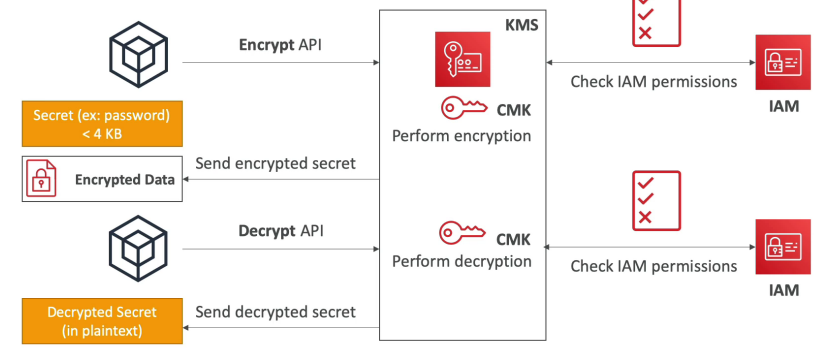 KMS
Encrypt API
Check IAM permissions
IAM
Secret (ex: password)
< 4 KB
CMK
Perform encryption
Send encrypted secret
Encrypted Data
Decrypt API
CMK
Perform decryption
Check IAM permissions
IAM
Send decrypted secret
Decrypted Secret
(in plaintext)